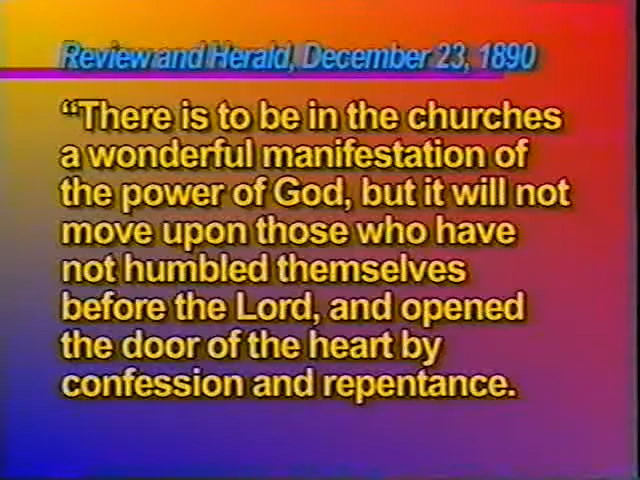 Review and Herald, December 23, 1890
“There is to be in the churches
a wonderful manifestation of
the power of God, but it will not
move upon those who have
not humbled themselves
before the Lord, and opened
the door of the heart by
confession and repentance.